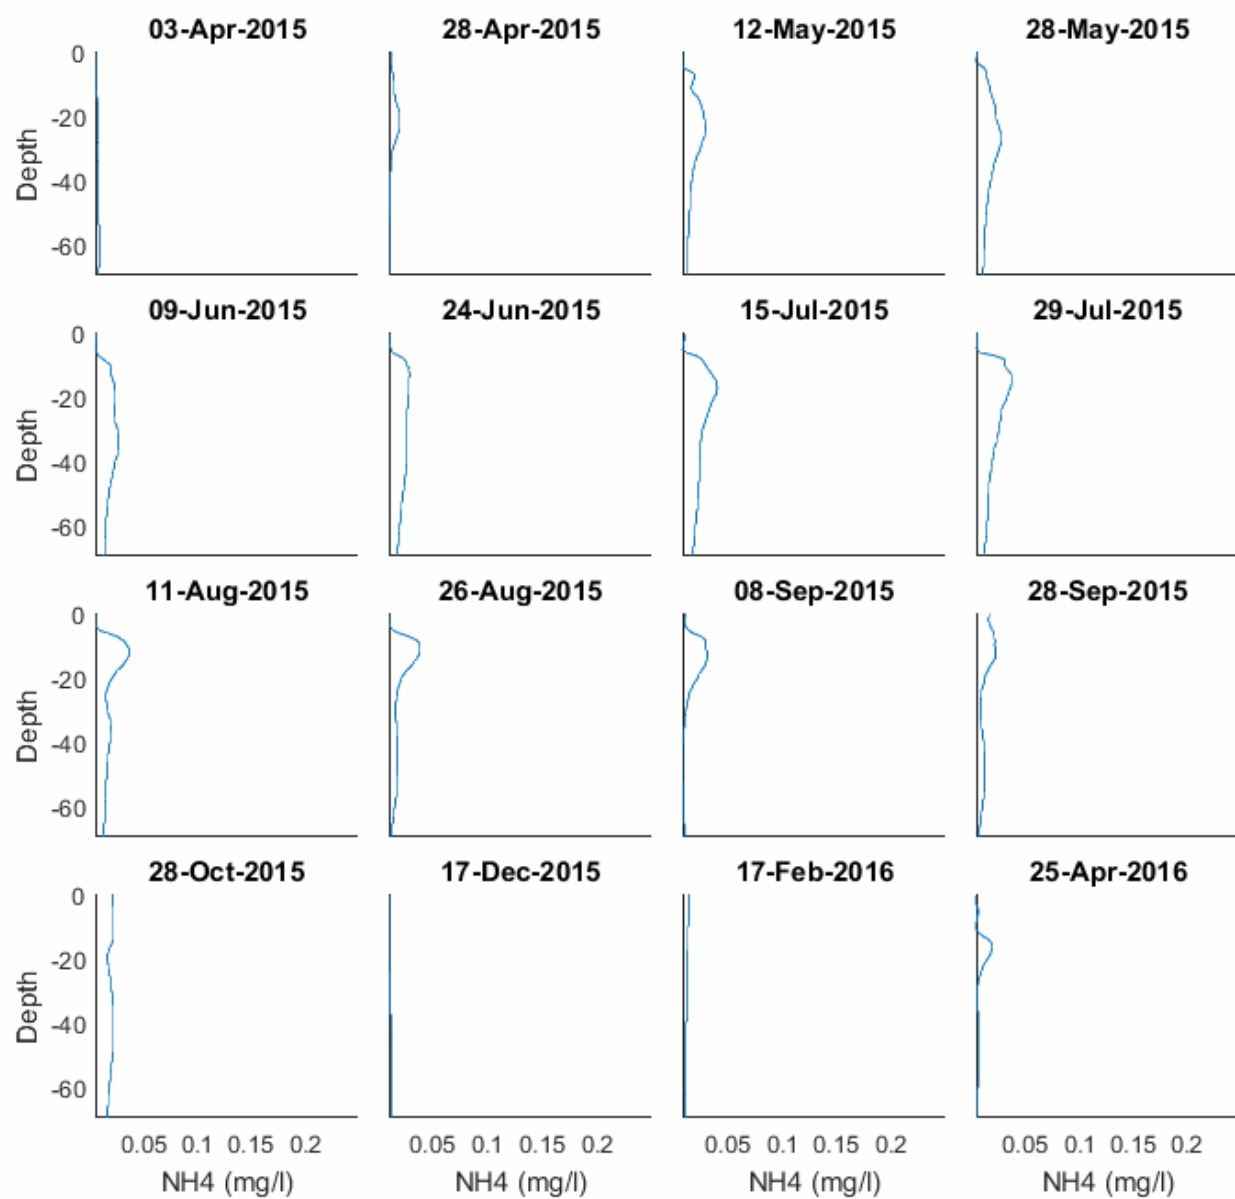 03-Apr-2015 28-Apr-2015 12-May-2015 28-May-2015
0
-20
-40
-60
Depth
09-Jun-2015 24-Jun-2015 15-Jul-2015 29-Jul-2015
0
-20
-40
-60
Depth
11-Aug-2015 26-Aug-2015 08-Sep-2015 28-Sep-2015
0
-20
-40
-60
Depth
28-Oct-2015 17-Dec-2015 17-Feb-2016 25-Apr-2016
0
-20
-40
-60
Depth
0.05 0.1 0.15 0.2 0.05 0.1 0.15 0.2 0.05 0.1 0.15 0.2 0.05 0.1 0.15 0.2
NH4 (mg/l) NH4 (mg/l) NH4 (mg/l) NH4 (mg/l)